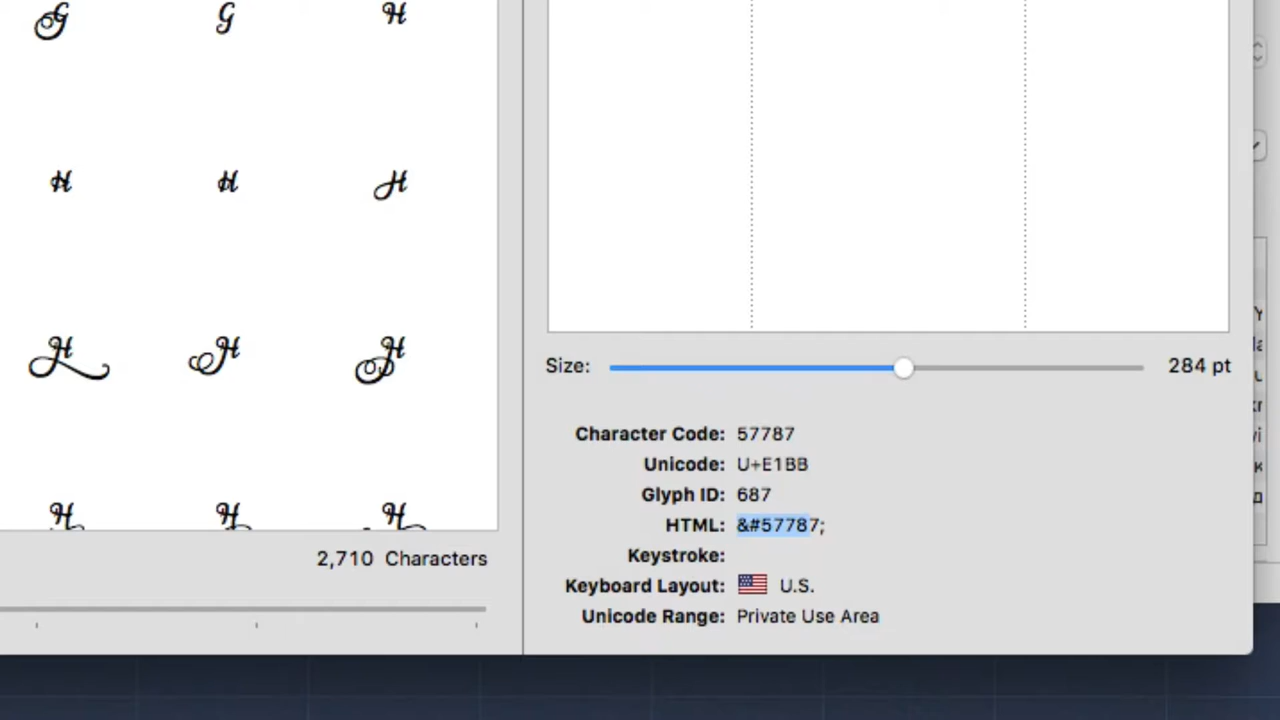 G G H
H H H
H H H
H H H
2,710 Characters
Size: 284 pt
Character Code: 57787
Unicode: U+E1BB
Glyph ID: 687
HTML: &#57787;
Keystroke:
Keyboard Layout: U.S.
Unicode Range: Private Use Area